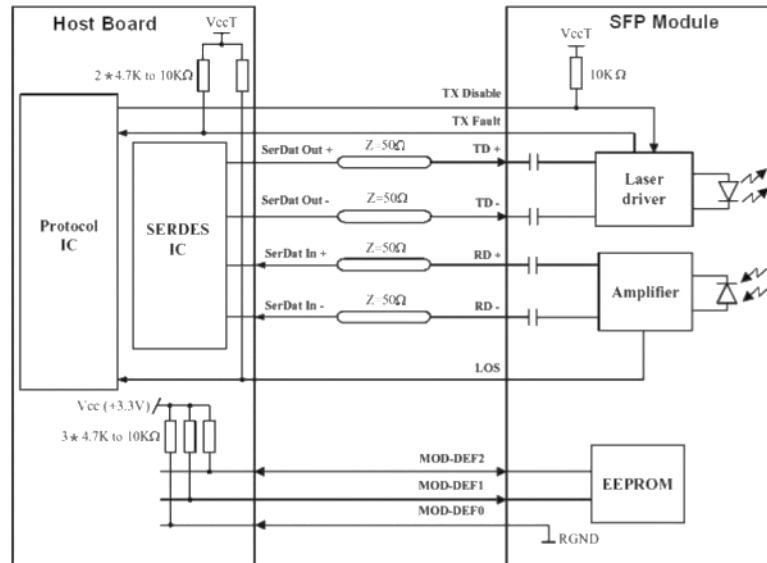 Host Board
SFP Module
VccT
VccT
2*4.7K to 10KΩ
10KΩ
TX Disable
TX Fault
SerDat Out +
Z=50Ω
TD +
SerDat Out -
Z=50Ω
TD -
Laser
driver
Protocol
IC
SERDES
IC
SerDat In +
Z=50Ω
RD +
SerDat In -
Z=50Ω
RD -
Amplifier
LOS
Vcc (+3.3V)
3*4.7K to 10KΩ
MOD-DEF2
MOD-DEF1
MOD-DEF0
EEPROM
RGND